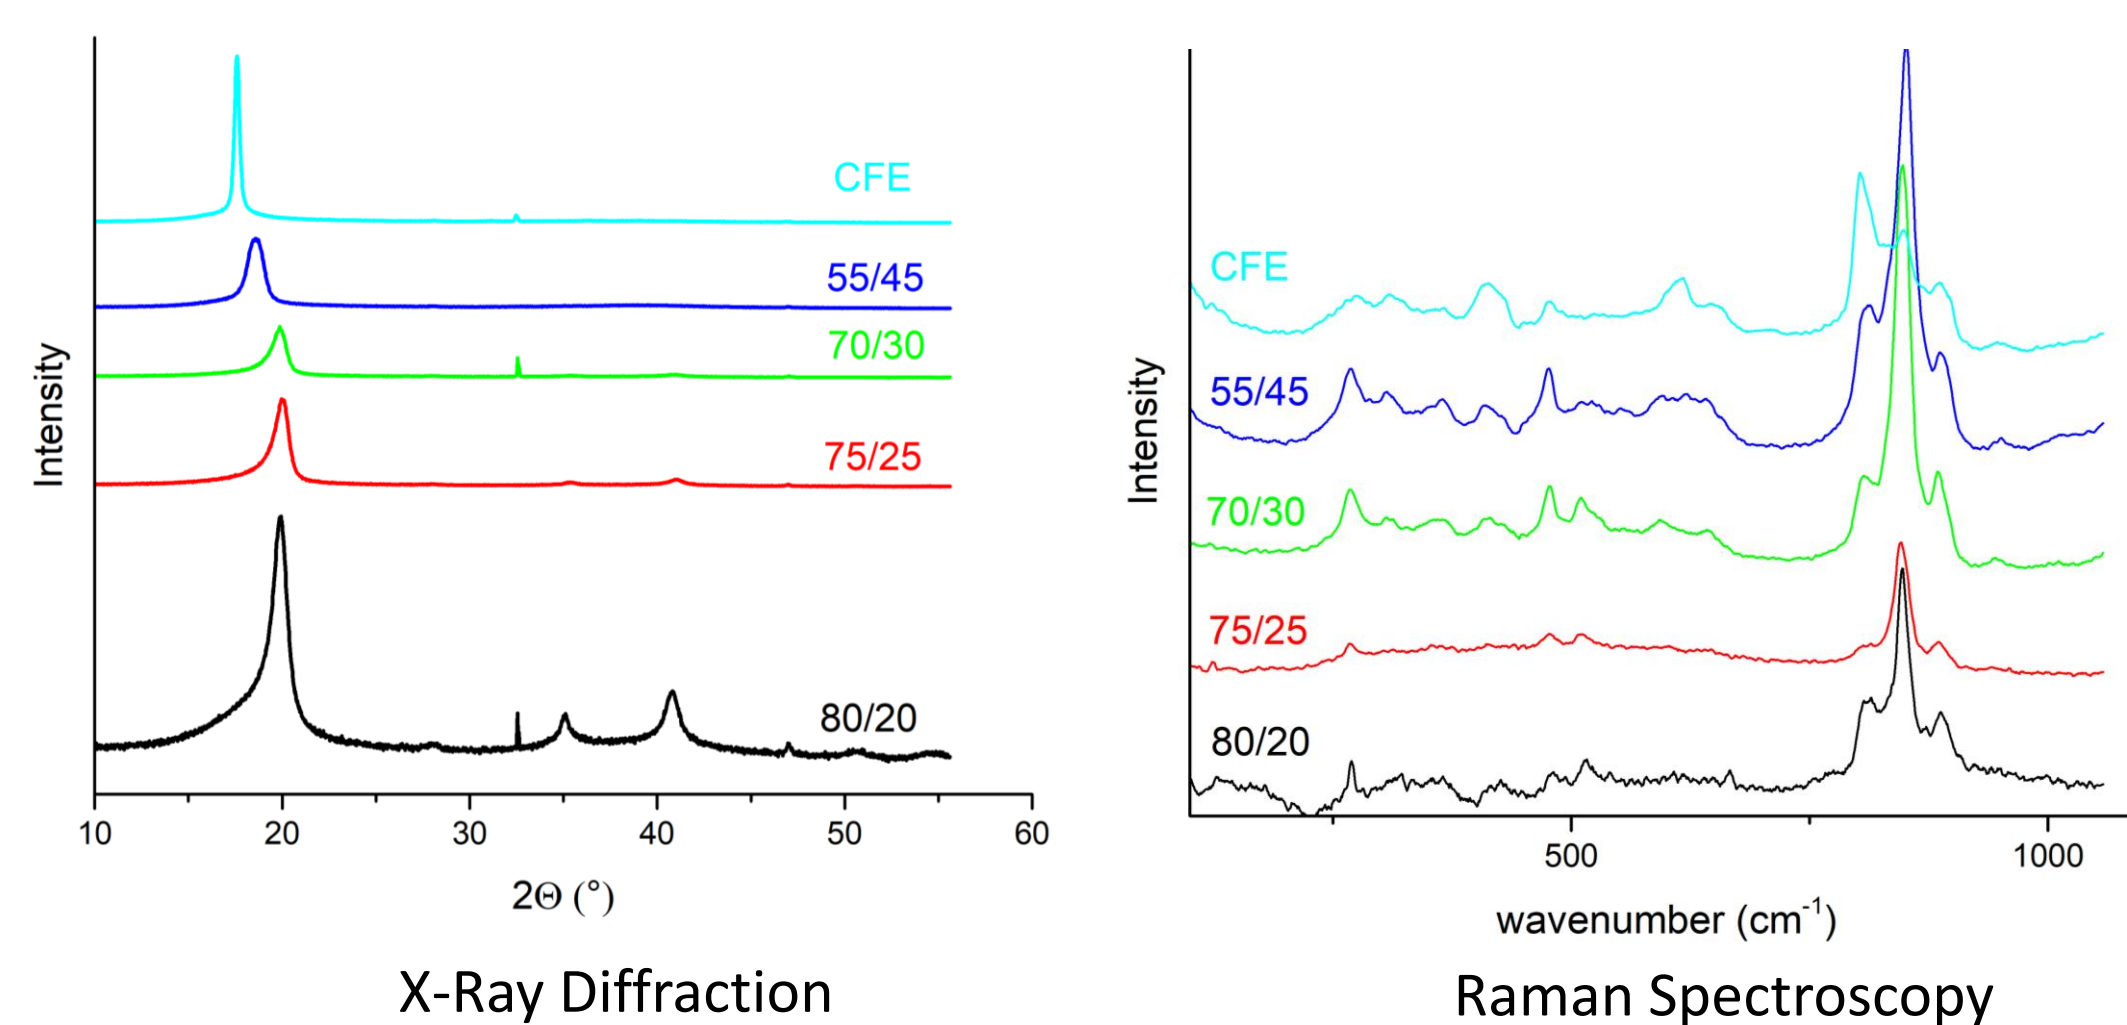 Intensity
CFE
55/45
70/30
75/25
80/20
10 20 30 40 50 60
2Θ (°)
X-Ray Diffraction
Intensity
CFE
55/45
70/30
75/25
80/20
500 1000
wavenumber (cm⁻¹)
Raman Spectroscopy